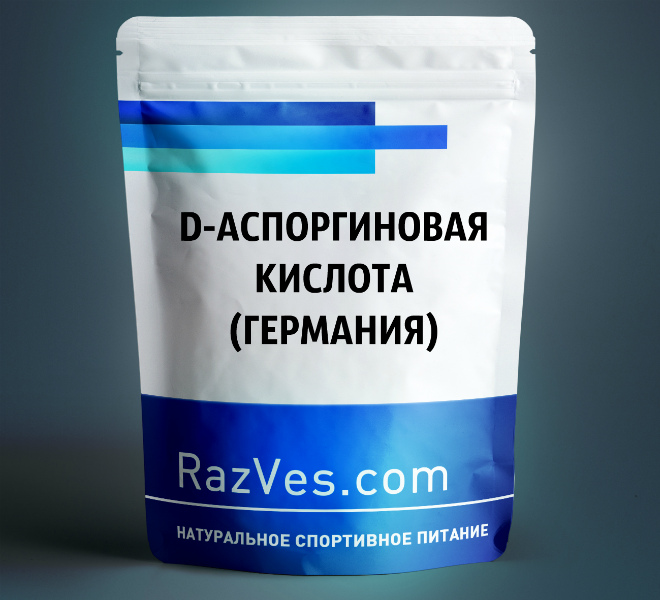 D-АСПОРГИНОВАЯ
КИСЛОТА
(ГЕРМАНИЯ)
RazVes.com
НАТУРАЛЬНОЕ СПОРТИВНОЕ ПИТАНИЕ